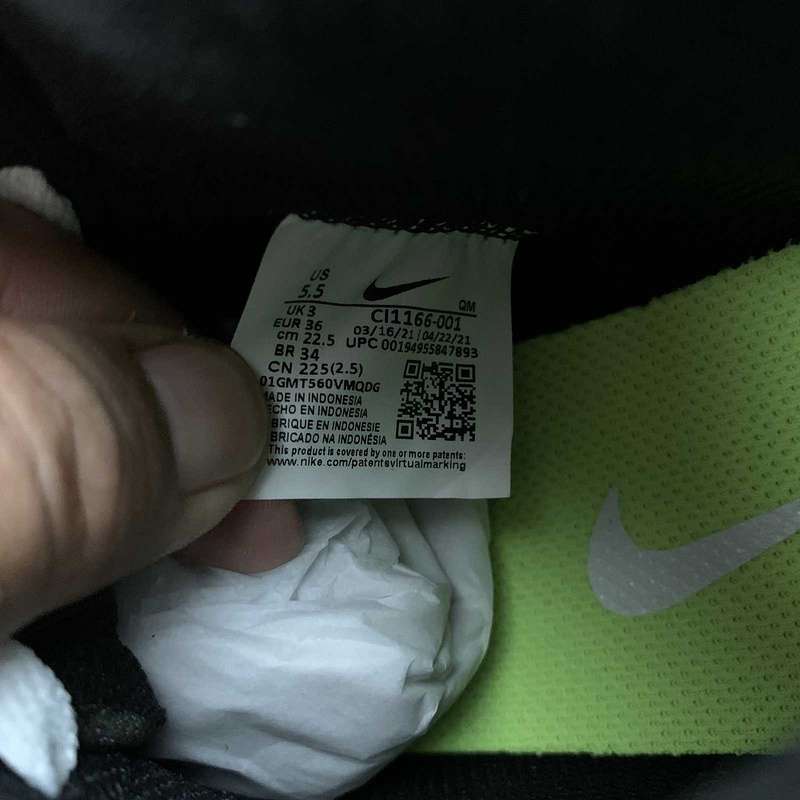 US
5.5
UK 3
EUR 36
cm 22.5
BR 34
CN 225(2.5)
QM
CI1166-001
03/16/21|04/22/21
UPC 00194955847893
01GMT560VMQDG
MADE IN INDONESIA
ECHO EN INDONESIA
BRIQUE EN INDONESIE
BRICADO NA INDONÉSIA
This product is covered by one or more patents:
www.nike.com/patentsvirtualmarking